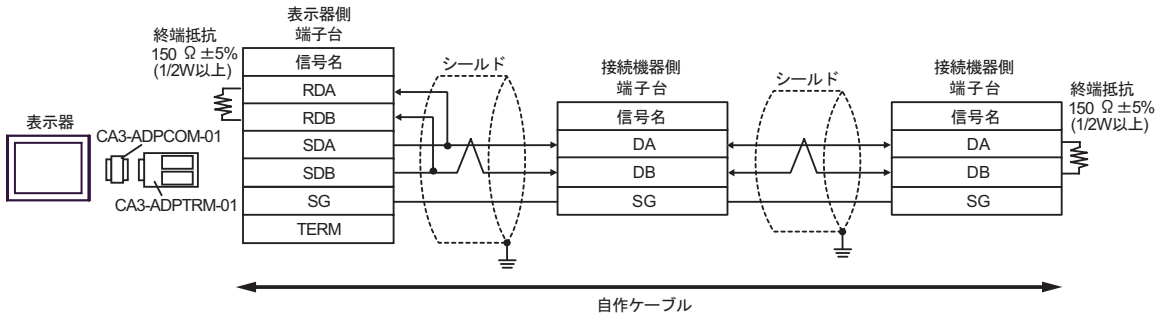 表示器
CA3-ADPCOM-01
CA3-ADPTRM-01
終端抵抗
150 Ω ±5%
(1/2W以上)
表示器側
端子台
信号名
RDA
RDB
SDA
SDB
SG
TERM
シールド
接続機器側
端子台
信号名
DA
DB
SG
シールド
接続機器側
端子台
信号名
DA
DB
SG
終端抵抗
150 Ω ±5%
(1/2W以上)
自作ケーブル